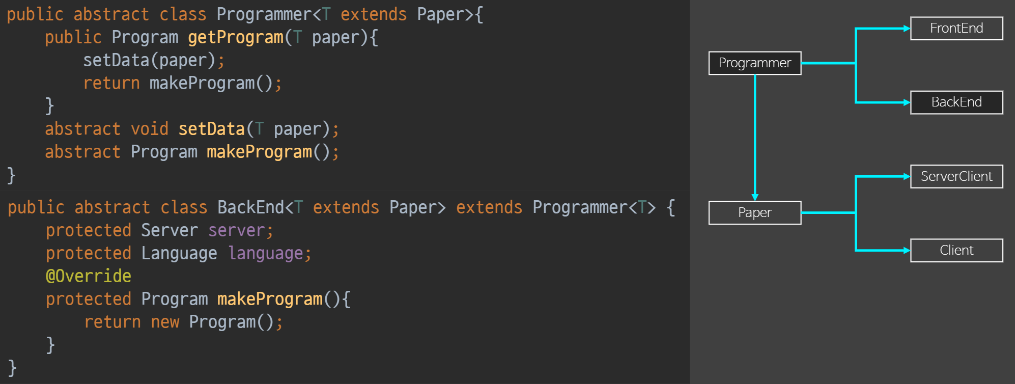 public abstract class Programmer<T extends Paper>{
    public Program getProgram(T paper){
        setData(paper);
        return makeProgram();
    }
    abstract void setData(T paper);
    abstract Program makeProgram();
}
public abstract class BackEnd<T extends Paper> extends Programmer<T> {
    protected Server server;
    protected Language language;
    @Override
    protected Program makeProgram(){
        return new Program();
    }
}
FrontEnd
Programmer
BackEnd
ServerClient
Paper
Client